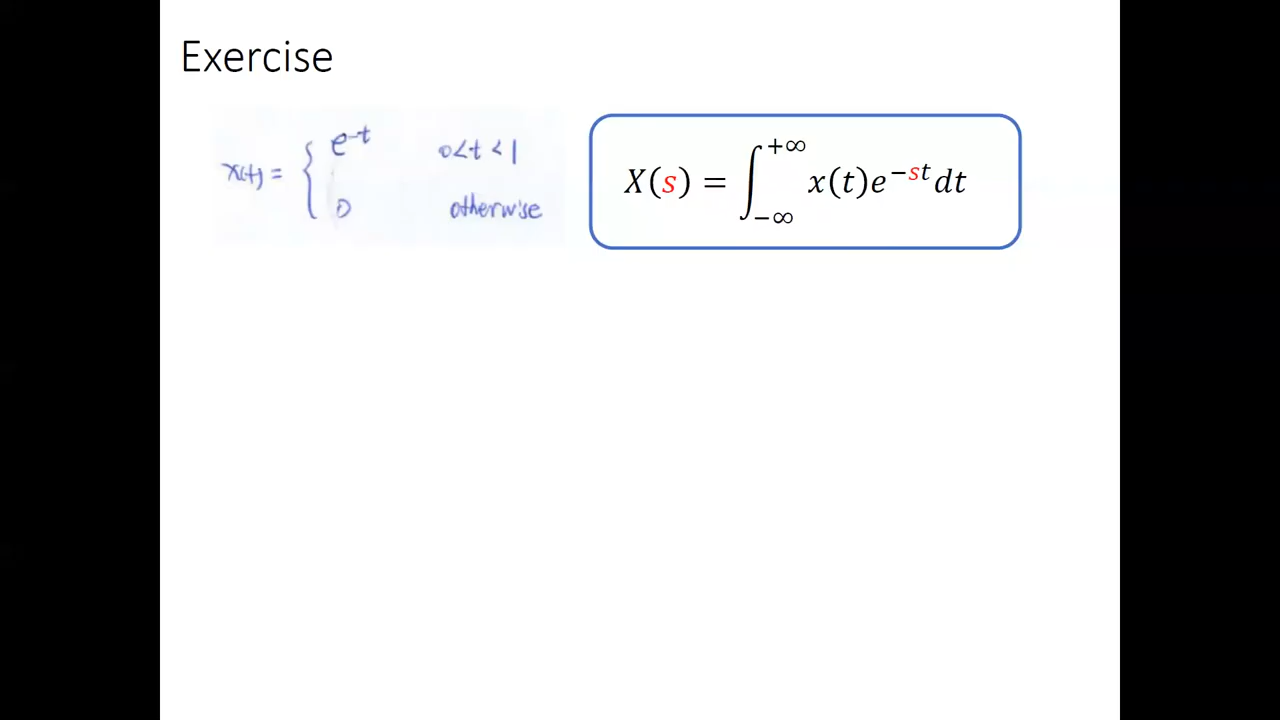 Exercise
x(t) = { e^-t 0<t<1
0 otherwise
X(s) = ∫_{−∞}^{+∞} x(t)e^{−st}dt